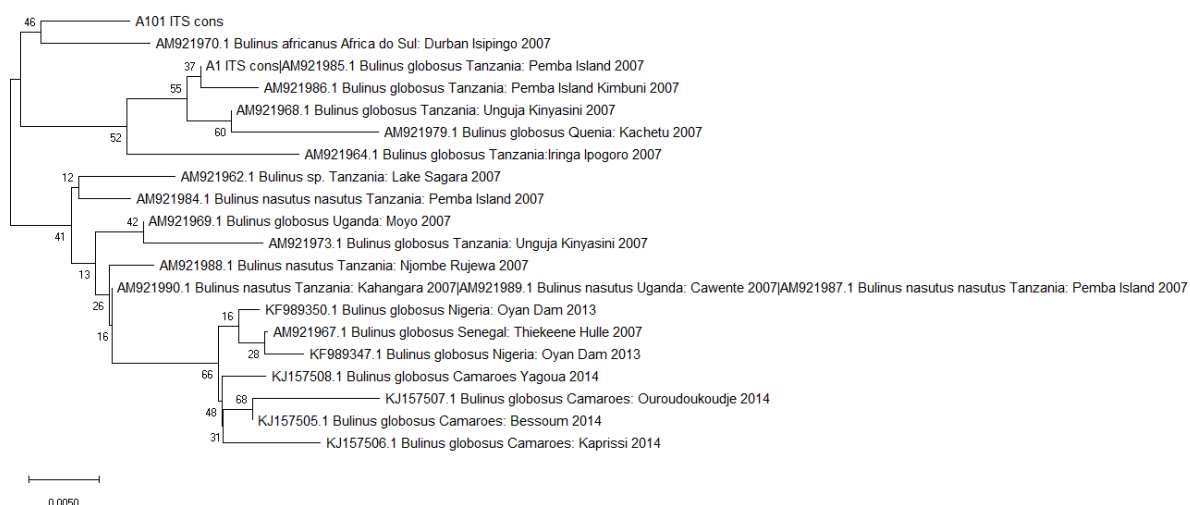 46
A101 ITS cons
AM921970.1 Bulinus africanus Africa do Sul: Durban Isipingo 2007
37
A1 ITS cons|AM921985.1 Bulinus globosus Tanzania: Pemba Island 2007
55
AM921986.1 Bulinus globosus Tanzania: Pemba Island Kimbuni 2007
AM921968.1 Bulinus globosus Tanzania: Unguja Kinyasini 2007
60
AM921979.1 Bulinus globosus Quenia: Kachetu 2007
52
AM921964.1 Bulinus globosus Tanzania:Iringa Ipogoro 2007
12
AM921962.1 Bulinus sp. Tanzania: Lake Sagara 2007
AM921984.1 Bulinus nasutus nasutus Tanzania: Pemba Island 2007
41
42
AM921969.1 Bulinus globosus Uganda: Moyo 2007
AM921973.1 Bulinus globosus Tanzania: Unguja Kinyasini 2007
13
AM921988.1 Bulinus nasutus Tanzania: Njombe Rujewa 2007
26
AM921990.1 Bulinus nasutus Tanzania: Kahangara 2007|AM921989.1 Bulinus nasutus Uganda: Cawente 2007|AM921987.1 Bulinus nasutus nasutus Tanzania: Pemba Island 2007
16
KF989350.1 Bulinus globosus Nigeria: Oyan Dam 2013
16
AM921967.1 Bulinus globosus Senegal: Thiekeene Hulle 2007
28
KF989347.1 Bulinus globosus Nigeria: Oyan Dam 2013
66
KJ157508.1 Bulinus globosus Camaroes Yagoua 2014
68
KJ157507.1 Bulinus globosus Camaroes: Ouroudoukoudje 2014
48
KJ157505.1 Bulinus globosus Camaroes: Bessoum 2014
31
KJ157506.1 Bulinus globosus Camaroes: Kaprissi 2014
0.0050